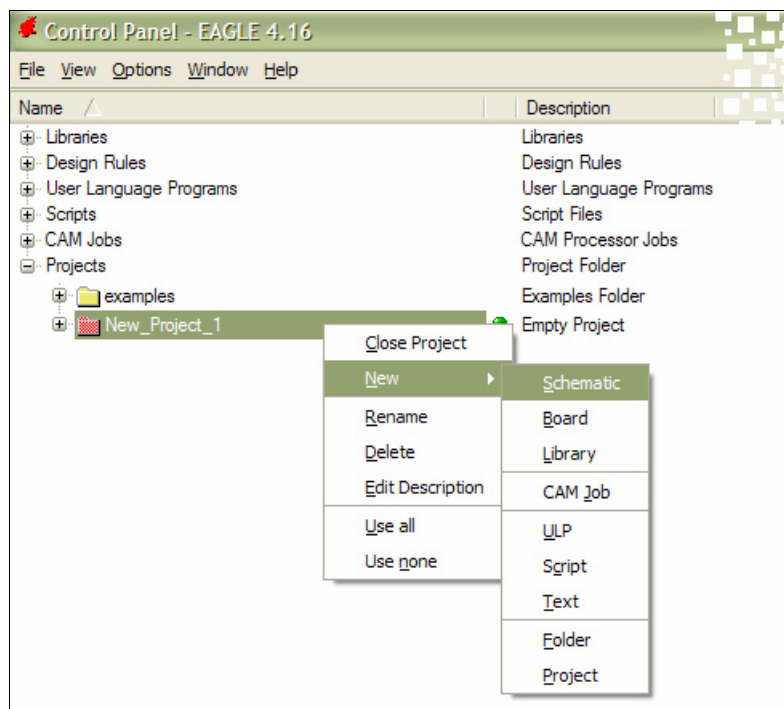 Control Panel - EAGLE 4.16
File View Options Window Help
Name Description
Libraries Libraries
Design Rules Design Rules
User Language Programs User Language Programs
Scripts Script Files
CAM Jobs CAM Processor Jobs
Projects Project Folder
examples Examples Folder
New_Project_1 Empty Project
Close Project
New
Rename
Delete
Edit Description
Use all
Use none
Schematic
Board
Library
CAM Job
ULP
Script
Text
Folder
Project